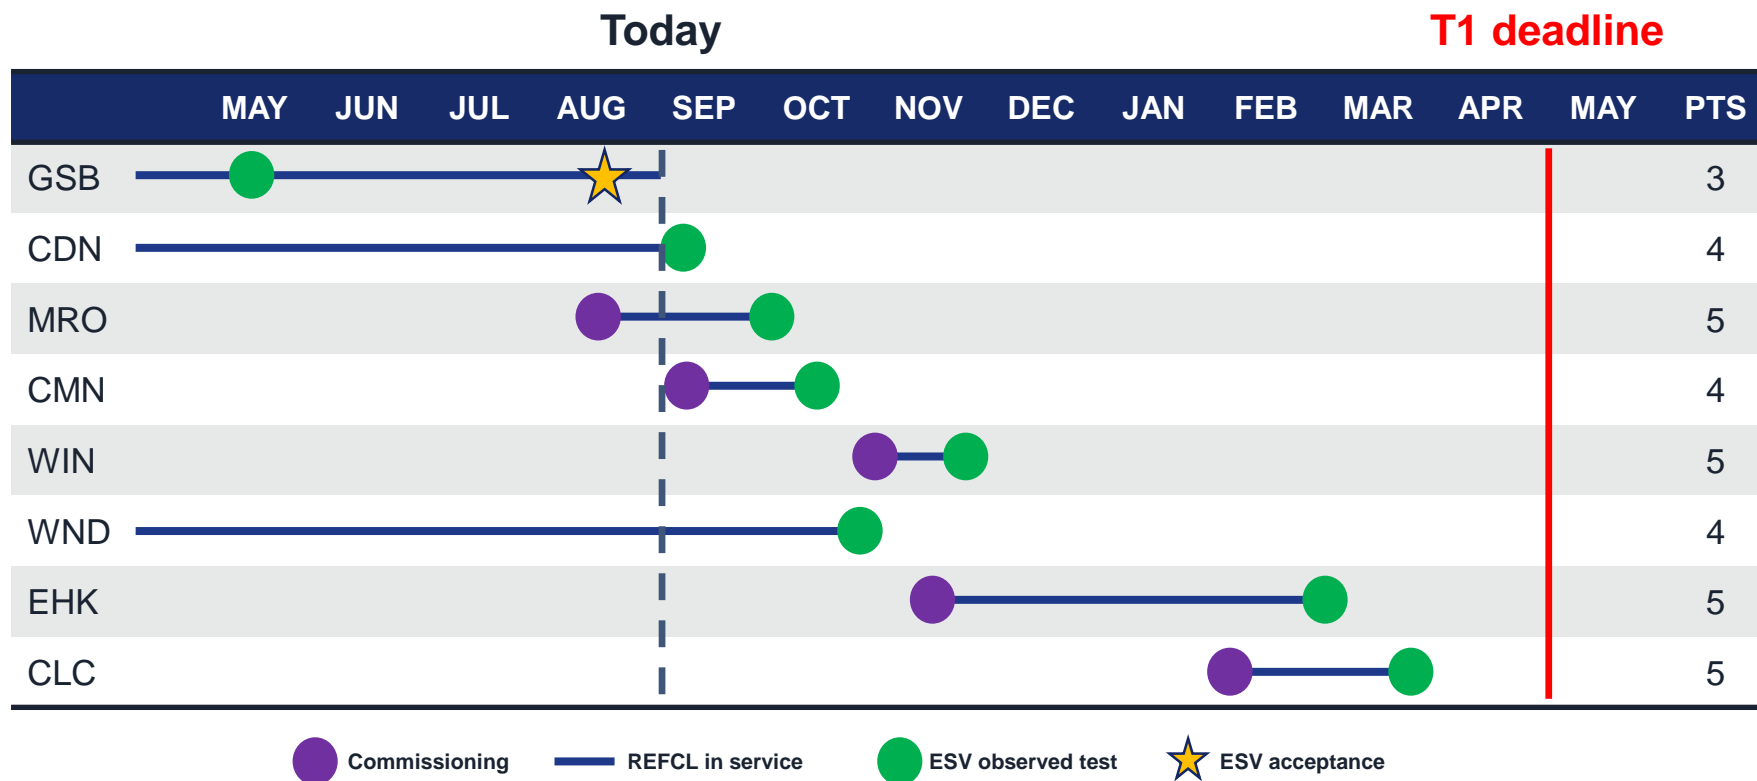 Today T1 deadline
MAY JUN JUL AUG SEP OCT NOV DEC JAN FEB MAR APR MAY PTS
GSB 3
CDN 4
MRO 5
CMN 4
WIN 5
WND 4
EHK 5
CLC 5
Commissioning REFCL in service ESV observed test ESV acceptance